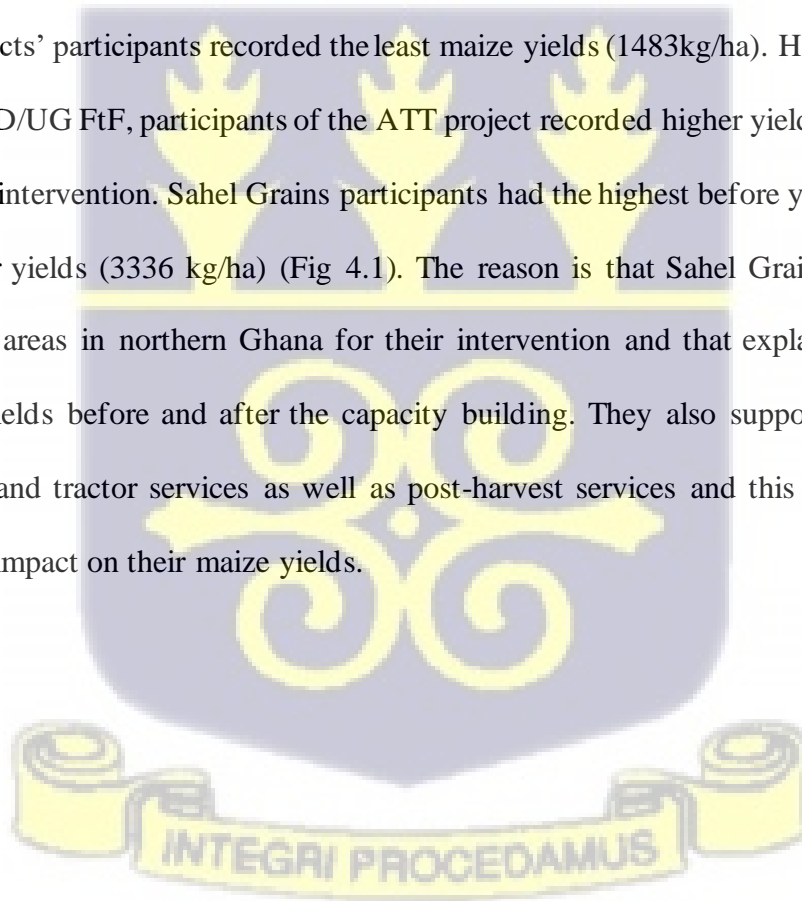 cts’ participants recorded the least maize yields (1483kg/ha). H
D/UG FtF, participants of the ATT project recorded higher yield
intervention. Sahel Grains participants had the highest before y
yields (3336 kg/ha) (Fig 4.1). The reason is that Sahel Grai
areas in northern Ghana for their intervention and that expla
ields before and after the capacity building. They also suppo
and tractor services as well as post-harvest services and this
impact on their maize yields.
INTEGRI PROCEDAMUS